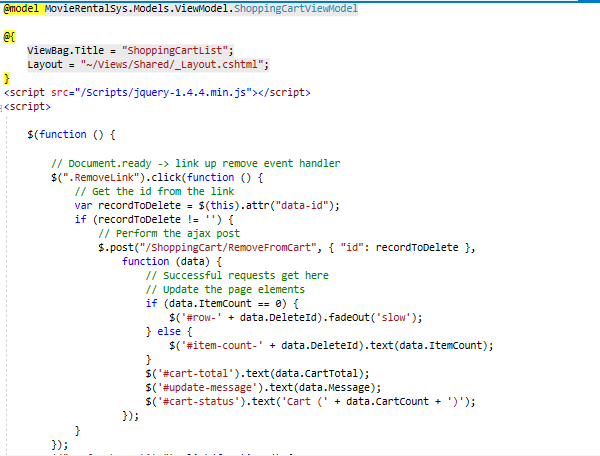 @model MovieRentalSys.Models.ViewModel.ShoppingCartViewModel
@{
ViewBag.Title = "ShoppingCartList";
Layout = "~/Views/Shared/_Layout.cshtml";
}
<script src="/Scripts/jquery-1.4.4.min.js"></script>
<script>
$(function () {
// Document.ready -> link up remove event handler
$(".RemoveLink").click(function () {
// Get the id from the link
var recordToDelete = $(this).attr("data-id");
if (recordToDelete != '') {
// Perform the ajax post
$.post("/ShoppingCart/RemoveFromCart", { "id": recordToDelete },
function (data) {
// Successful requests get here
// Update the page elements
if (data.ItemCount == 0) {
$('#row-' + data.DeleteId).fadeOut('slow');
} else {
$('#item-count-' + data.DeleteId).text(data.ItemCount);
}
$('#cart-total').text(data.CartTotal);
$('#update-message').text(data.Message);
$('#cart-status').text('Cart (' + data.CartCount + ')');
});
}
});